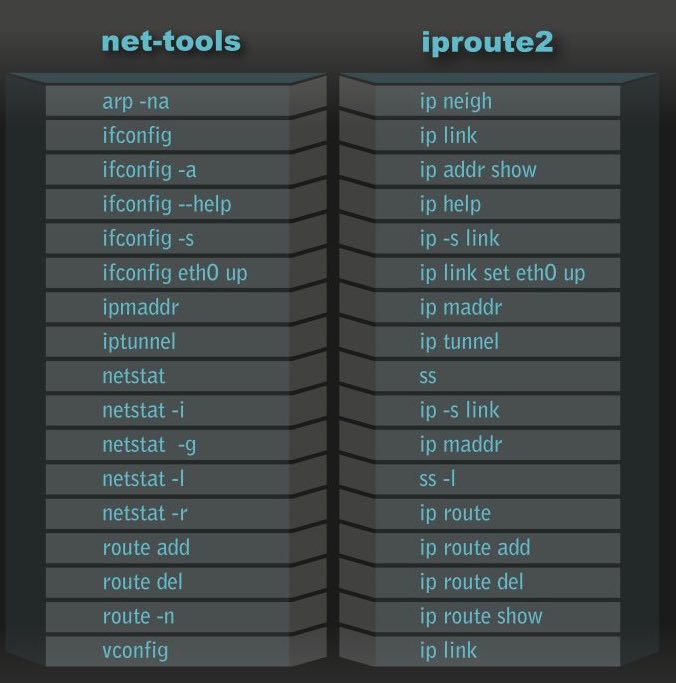 net-tools iproute2
arp -na ip neigh
ifconfig ip link
ifconfig -a ip addr show
ifconfig --help ip help
ifconfig -s ip -s link
ifconfig eth0 up ip link set eth0 up
ipmaddr ip maddr
iptunnel ip tunnel
netstat ss
netstat -i ip -s link
netstat  -g ip maddr
netstat -l ss -l
netstat -r ip route
route add ip route add
route del ip route del
route -n ip route show
vconfig ip link